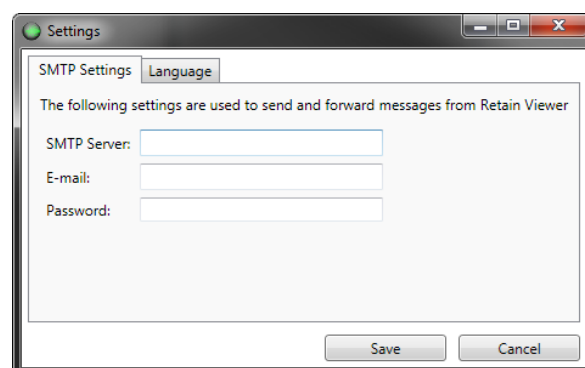 Settings
SMTP Settings Language
The following settings are used to send and forward messages from Retain Viewer
SMTP Server:
E-mail:
Password:
Save Cancel